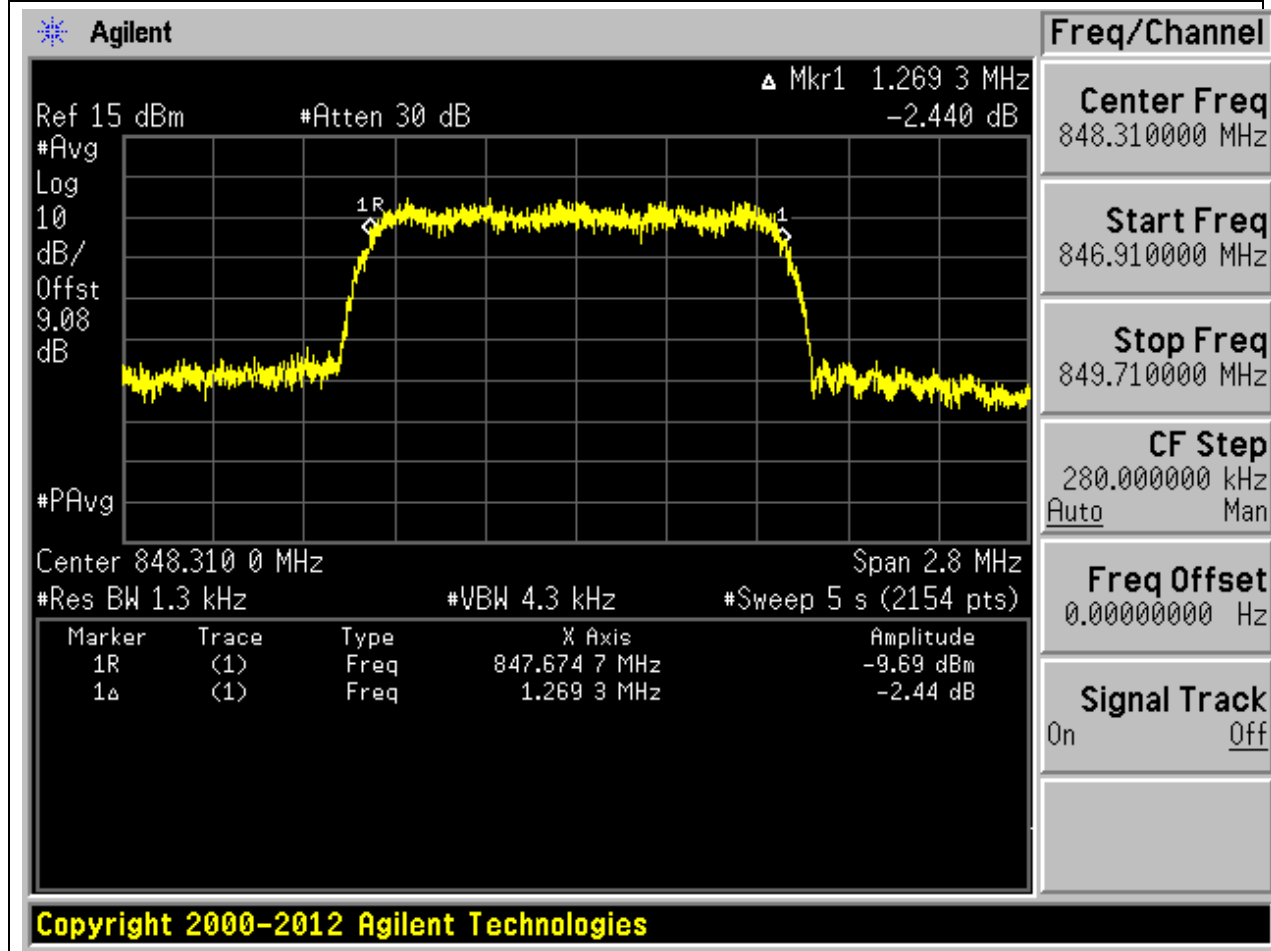 Agilent
Freq/Channel
▵ Mkr1 1.269 3 MHz
Ref 15 dBm #Atten 30 dB -2.440 dB
#Avg
Log
10
dB/
Offst
9.08
dB
1R
1
#PAvg
Center 848.310 0 MHz Span 2.8 MHz
#Res BW 1.3 kHz #VBW 4.3 kHz #Sweep 5 s (2154 pts)
Marker Trace Type X Axis Amplitude
1R (1) Freq 847.674 7 MHz -9.69 dBm
1▵ (1) Freq 1.269 3 MHz -2.44 dB
Center Freq
848.310000 MHz
Start Freq
846.910000 MHz
Stop Freq
849.710000 MHz
CF Step
280.000000 kHz
Auto Man
Freq Offset
0.00000000 Hz
Signal Track
On Off
Copyright 2000-2012 Agilent Technologies